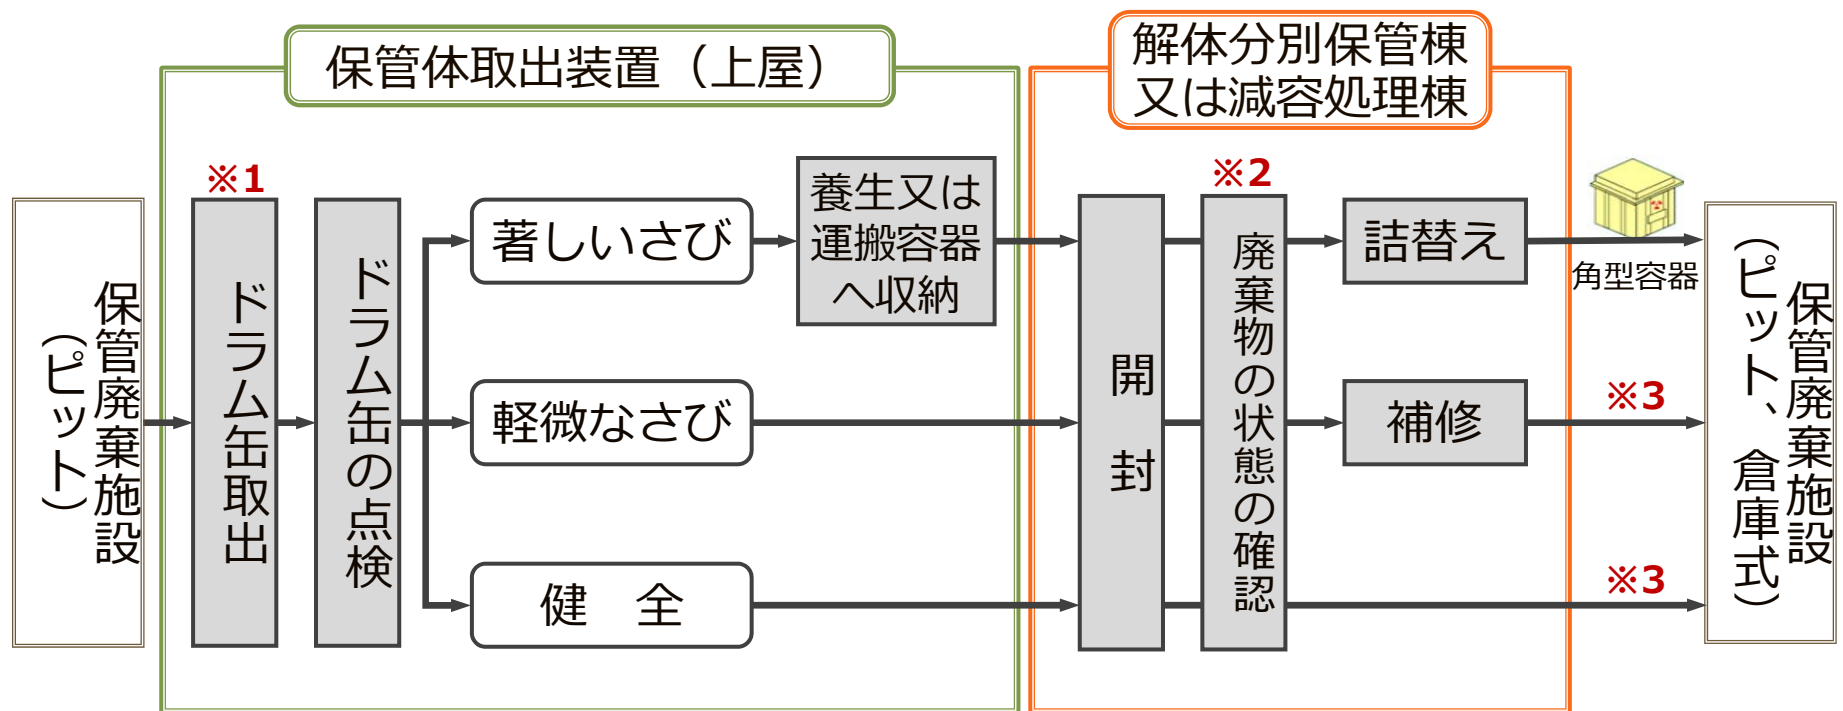 保管体取出装置（上屋）
解体分別保管棟
又は減容処理棟
保管廃棄施設
（ピット）
※1
ドラム缶取出
ドラム缶の点検
著しいさび
養生又は
運搬容器
へ収納
軽微なさび
健　全
開　封
※2
廃棄物の状態の確認
詰替え
角型容器
補修
※3
※3
保管廃棄施設
（ピット、倉庫式）